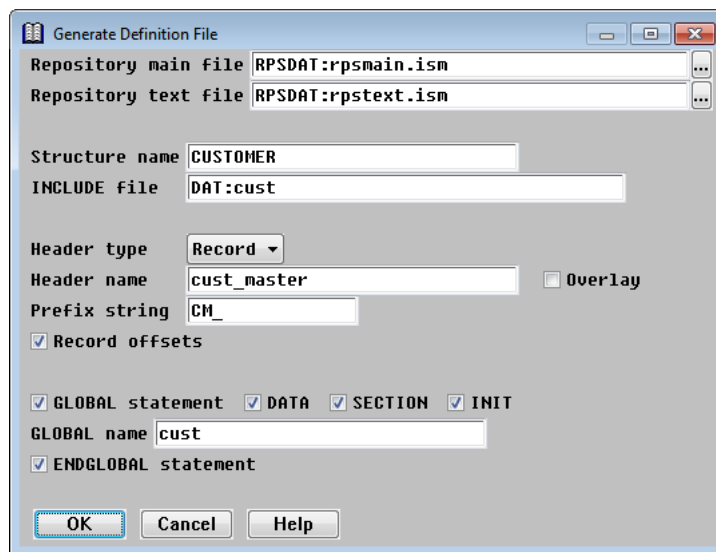 Generate Definition File
Repository main file RPSDAT:rpsmain.ism ...
Repository text file RPSDAT:rpstext.ism ...
Structure name CUSTOMER
INCLUDE file DAT:cust
Header type Record
Header name cust_master Overlay
Prefix string CM_
Record offsets
GLOBAL statement DATA SECTION INIT
GLOBAL name cust
ENDGLOBAL statement
OK Cancel Help